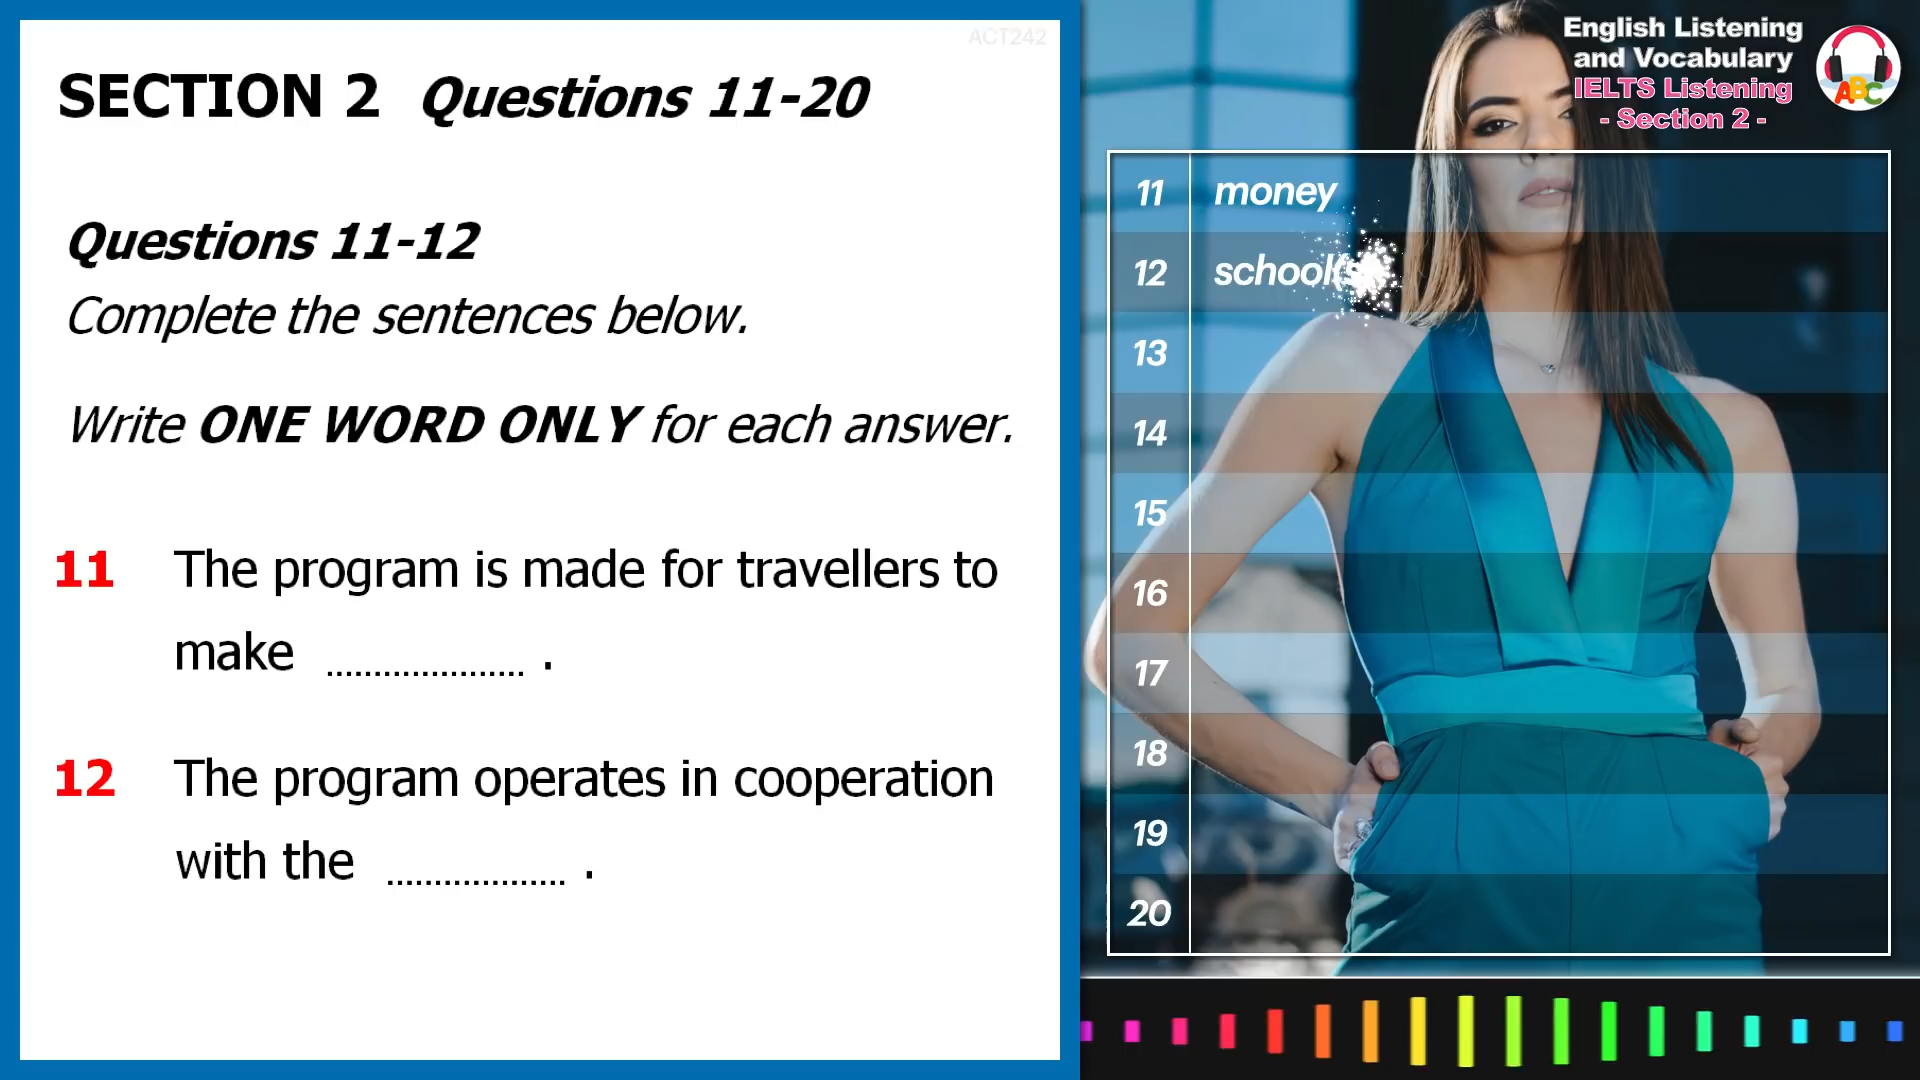 ACT242
SECTION 2 Questions 11-20
Questions 11-12
Complete the sentences below.
Write ONE WORD ONLY for each answer.
11 The program is made for travellers to
make .................... .
12 The program operates in cooperation
with the ................... .
English Listening
and Vocabulary
IELTS Listening
- Section 2 -
ABC
11 money
12 school(s)
13
14
15
16
17
18
19
20